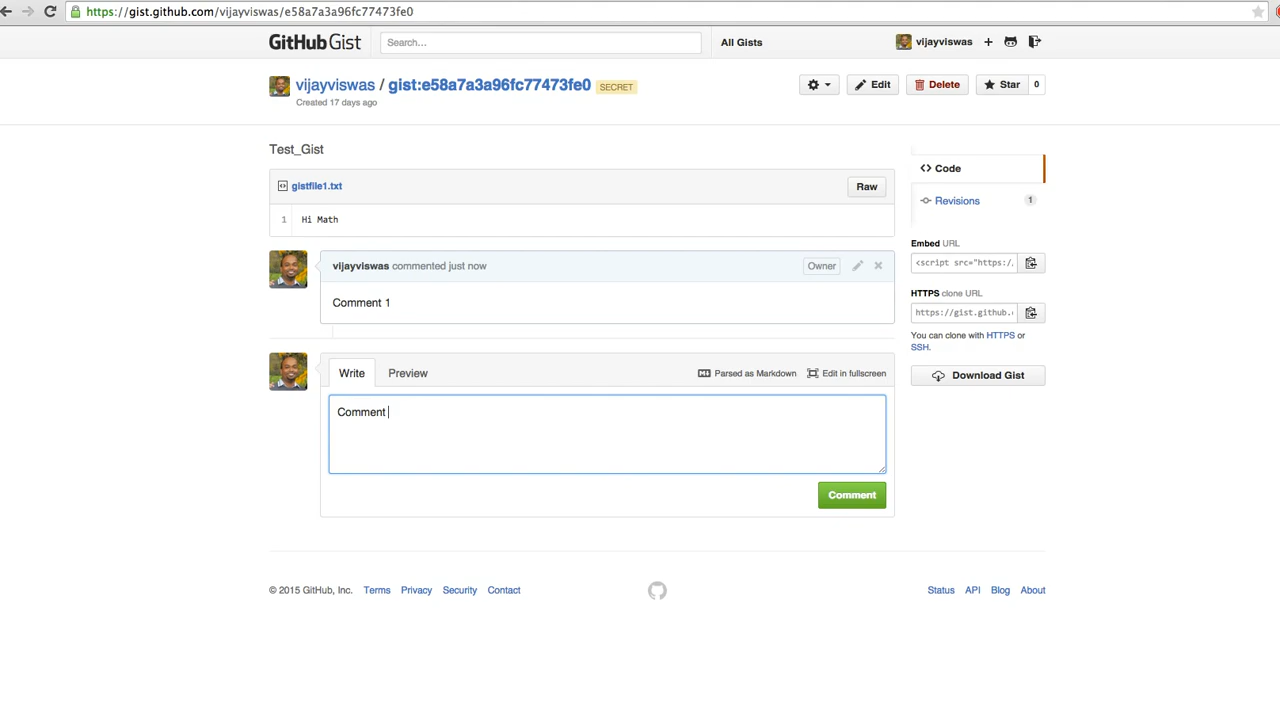 https://gist.github.com/vijayviswas/e58a7a3a96fc77473fe0
GitHub Gist Search... All Gists vijayviswas
vijayviswas / gist:e58a7a3a96fc77473fe0 SECRET Edit Delete Star 0
Created 17 days ago
Test_Gist
gistfile1.txt Raw
1 Hi Math
vijayviswas commented just now Owner
Comment 1
Write Preview Parsed as Markdown Edit in fullscreen
Comment
Comment
<> Code
Revisions 1
Embed URL
<script src="https:/.
HTTPS clone URL
https://gist.github.c
You can clone with HTTPS or
SSH.
Download Gist
© 2015 GitHub, Inc. Terms Privacy Security Contact Status API Blog About